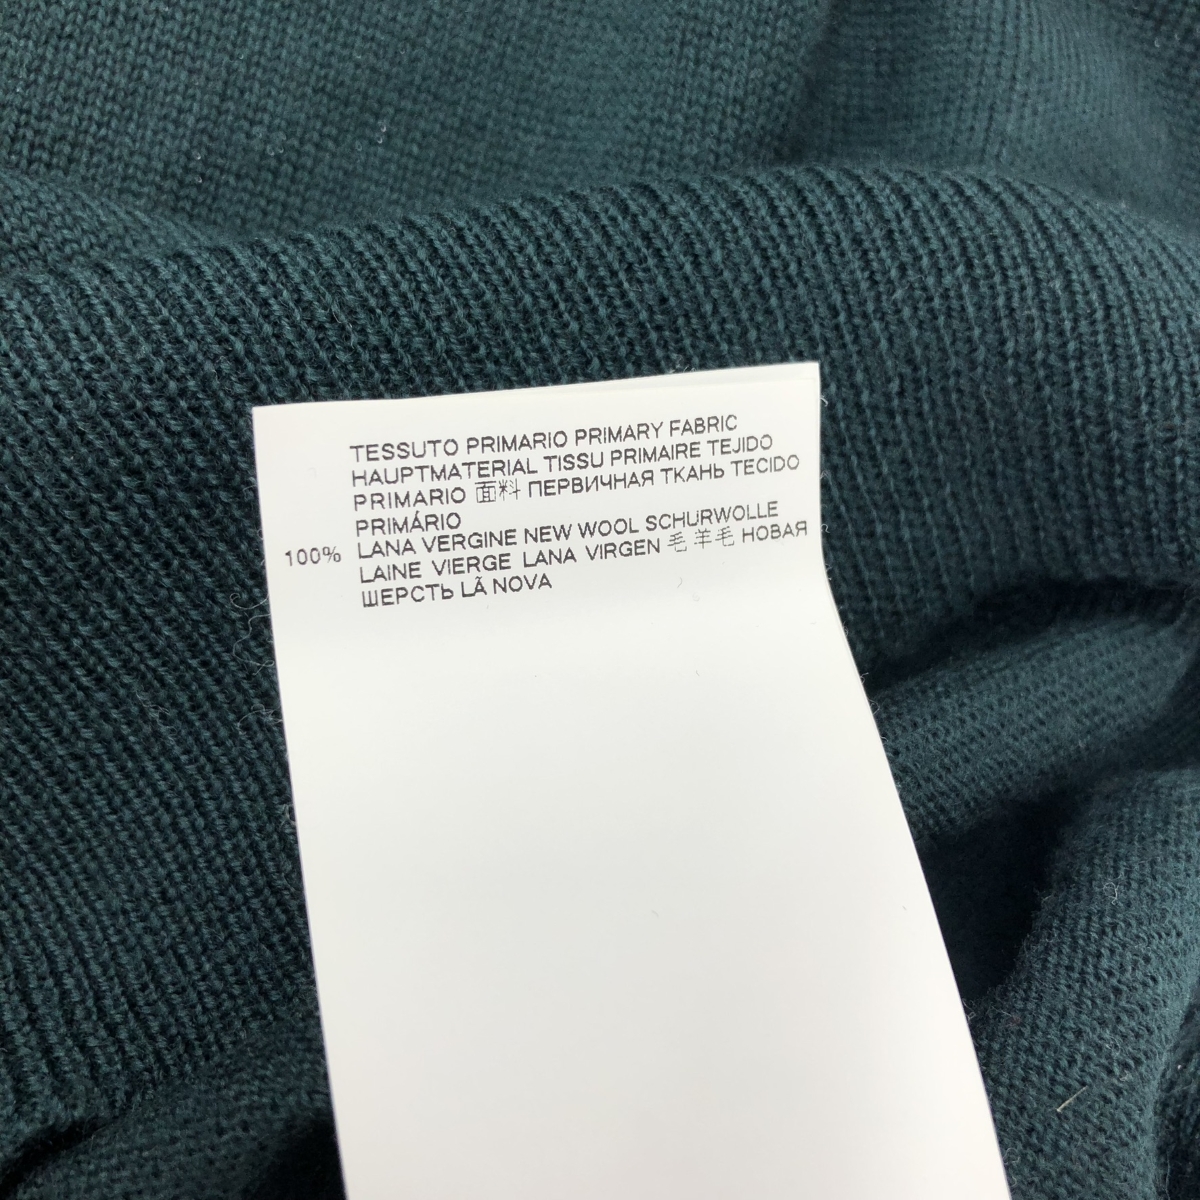 TESSUTO PRIMARIO PRIMARY FABRIC
HAUPTMATERIAL TISSU PRIMAIRE TEJIDO
PRIMARIO 面料 ПЕРВИЧНАЯ ТКАНЬ TECIDO
PRIMÁRIO
100% LANA VERGINE NEW WOOL SCHURWOLLE
LAINE VIERGE LANA VIRGEN 毛 羊毛 НОВАЯ
ШЕРСТЬ LÃ NOVA